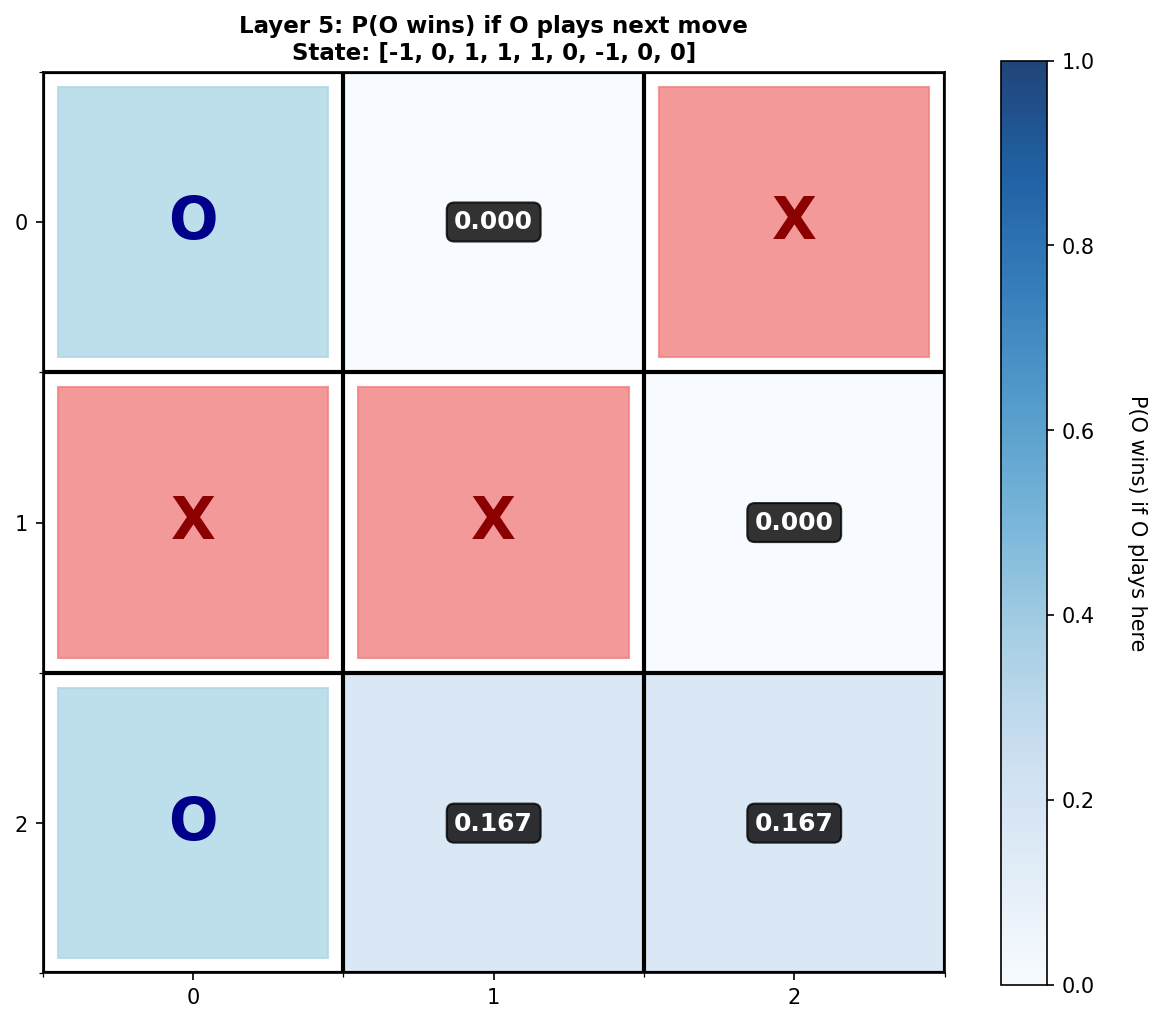 Layer 5: P(O wins) if O plays next move
State: [-1, 0, 1, 1, 1, 0, -1, 0, 0]
0
O
0.000
X
1
X
X
0.000
2
O
0.167
0.167
0
1
2
1.0
0.8
0.6
0.4
0.2
0.0
P(O wins) if O plays here